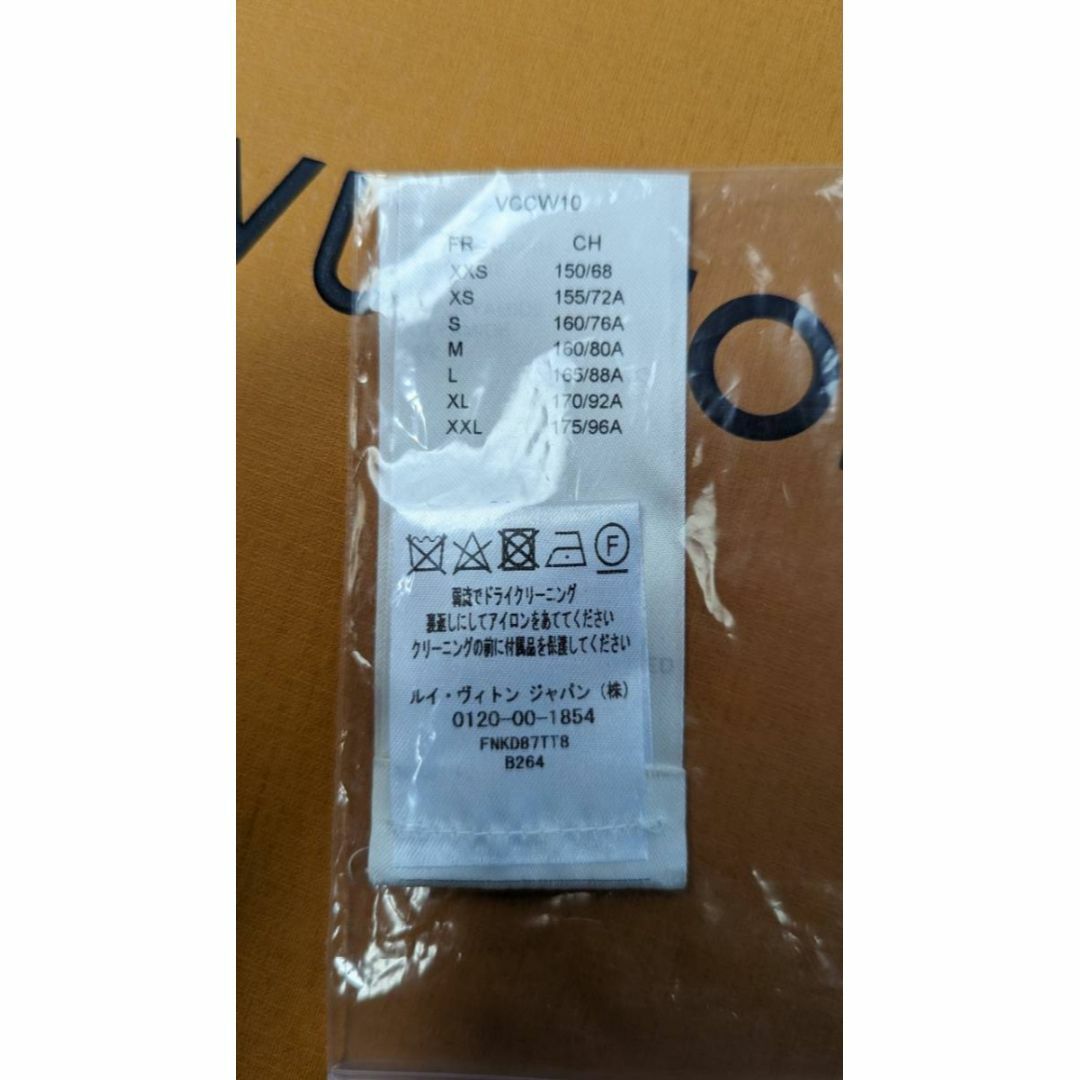 VCCW10
FR CH
XXS 150/68
XS 155/72A
S 160/76A
M 160/80A
L 165/88A
XL 170/92A
XXL 175/96A
F
弱流でドライクリーニング
裏返しにしてアイロンをあててください
クリーニングの前に付属品を保護してください
ルイ・ヴィトン ジャパン (株)
0120-00-1854
FNKD87TT8
B264